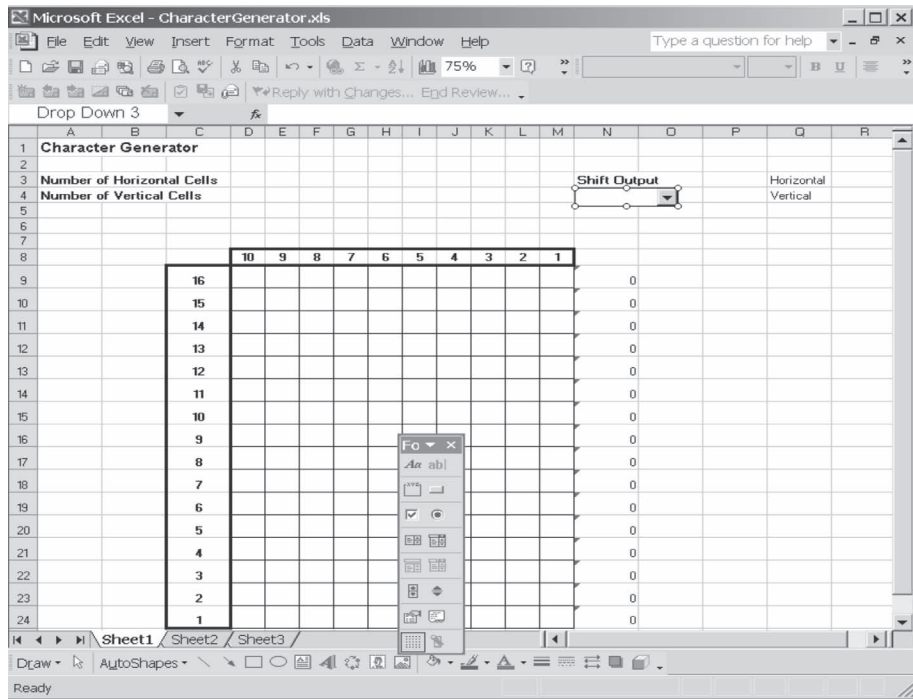 Microsoft Excel - CharacterGenerator.xls
File Edit View Insert Format Tools Data Window Help Type a question for help
75%
Reply with Changes... End Review...
Drop Down 3 fx
A B C D E F G H I J K L M N O P Q R
1 Character Generator
2
3 Number of Horizontal Cells Shift Output Horizontal
4 Number of Vertical Cells Vertical
5
6
7
8 10 9 8 7 6 5 4 3 2 1
9 16 0
10 15 0
11 14 0
12 13 0
13 12 0
14 11 0
15 10 0
16 9 0
17 8 0
18 7 0
19 6 0
20 5 0
21 4 0
22 3 0
23 2 0
24 1 0
Fo
Aa ab|
Sheet1 Sheet2 Sheet3
Draw AutoShapes
Ready